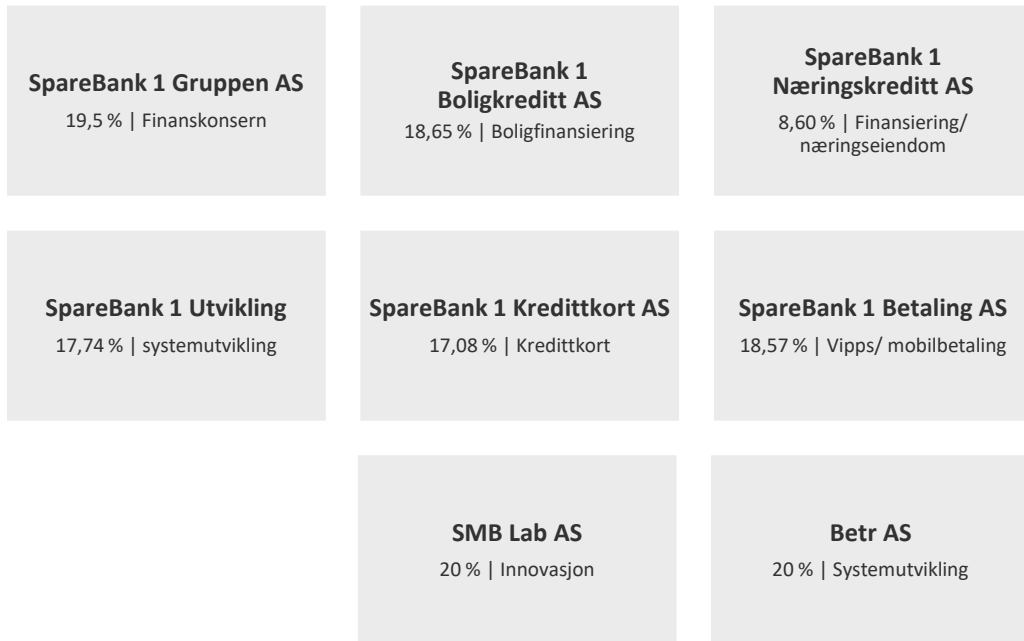 SpareBank 1 Gruppen AS
19,5 % | Finanskonsern
SpareBank 1
Boligkreditt AS
18,65 % | Boligfinansiering
SpareBank 1
Næringskreditt AS
8,60 % | Finansiering/
næringseiendom
SpareBank 1 Utvikling
17,74 % | systemutvikling
SpareBank 1 Kredittkort AS
17,08 % | Kredittkort
SpareBank 1 Betaling AS
18,57 % | Vipps/ mobilbetaling
SMB Lab AS
20 % | Innovasjon
Betr AS
20 % | Systemutvikling